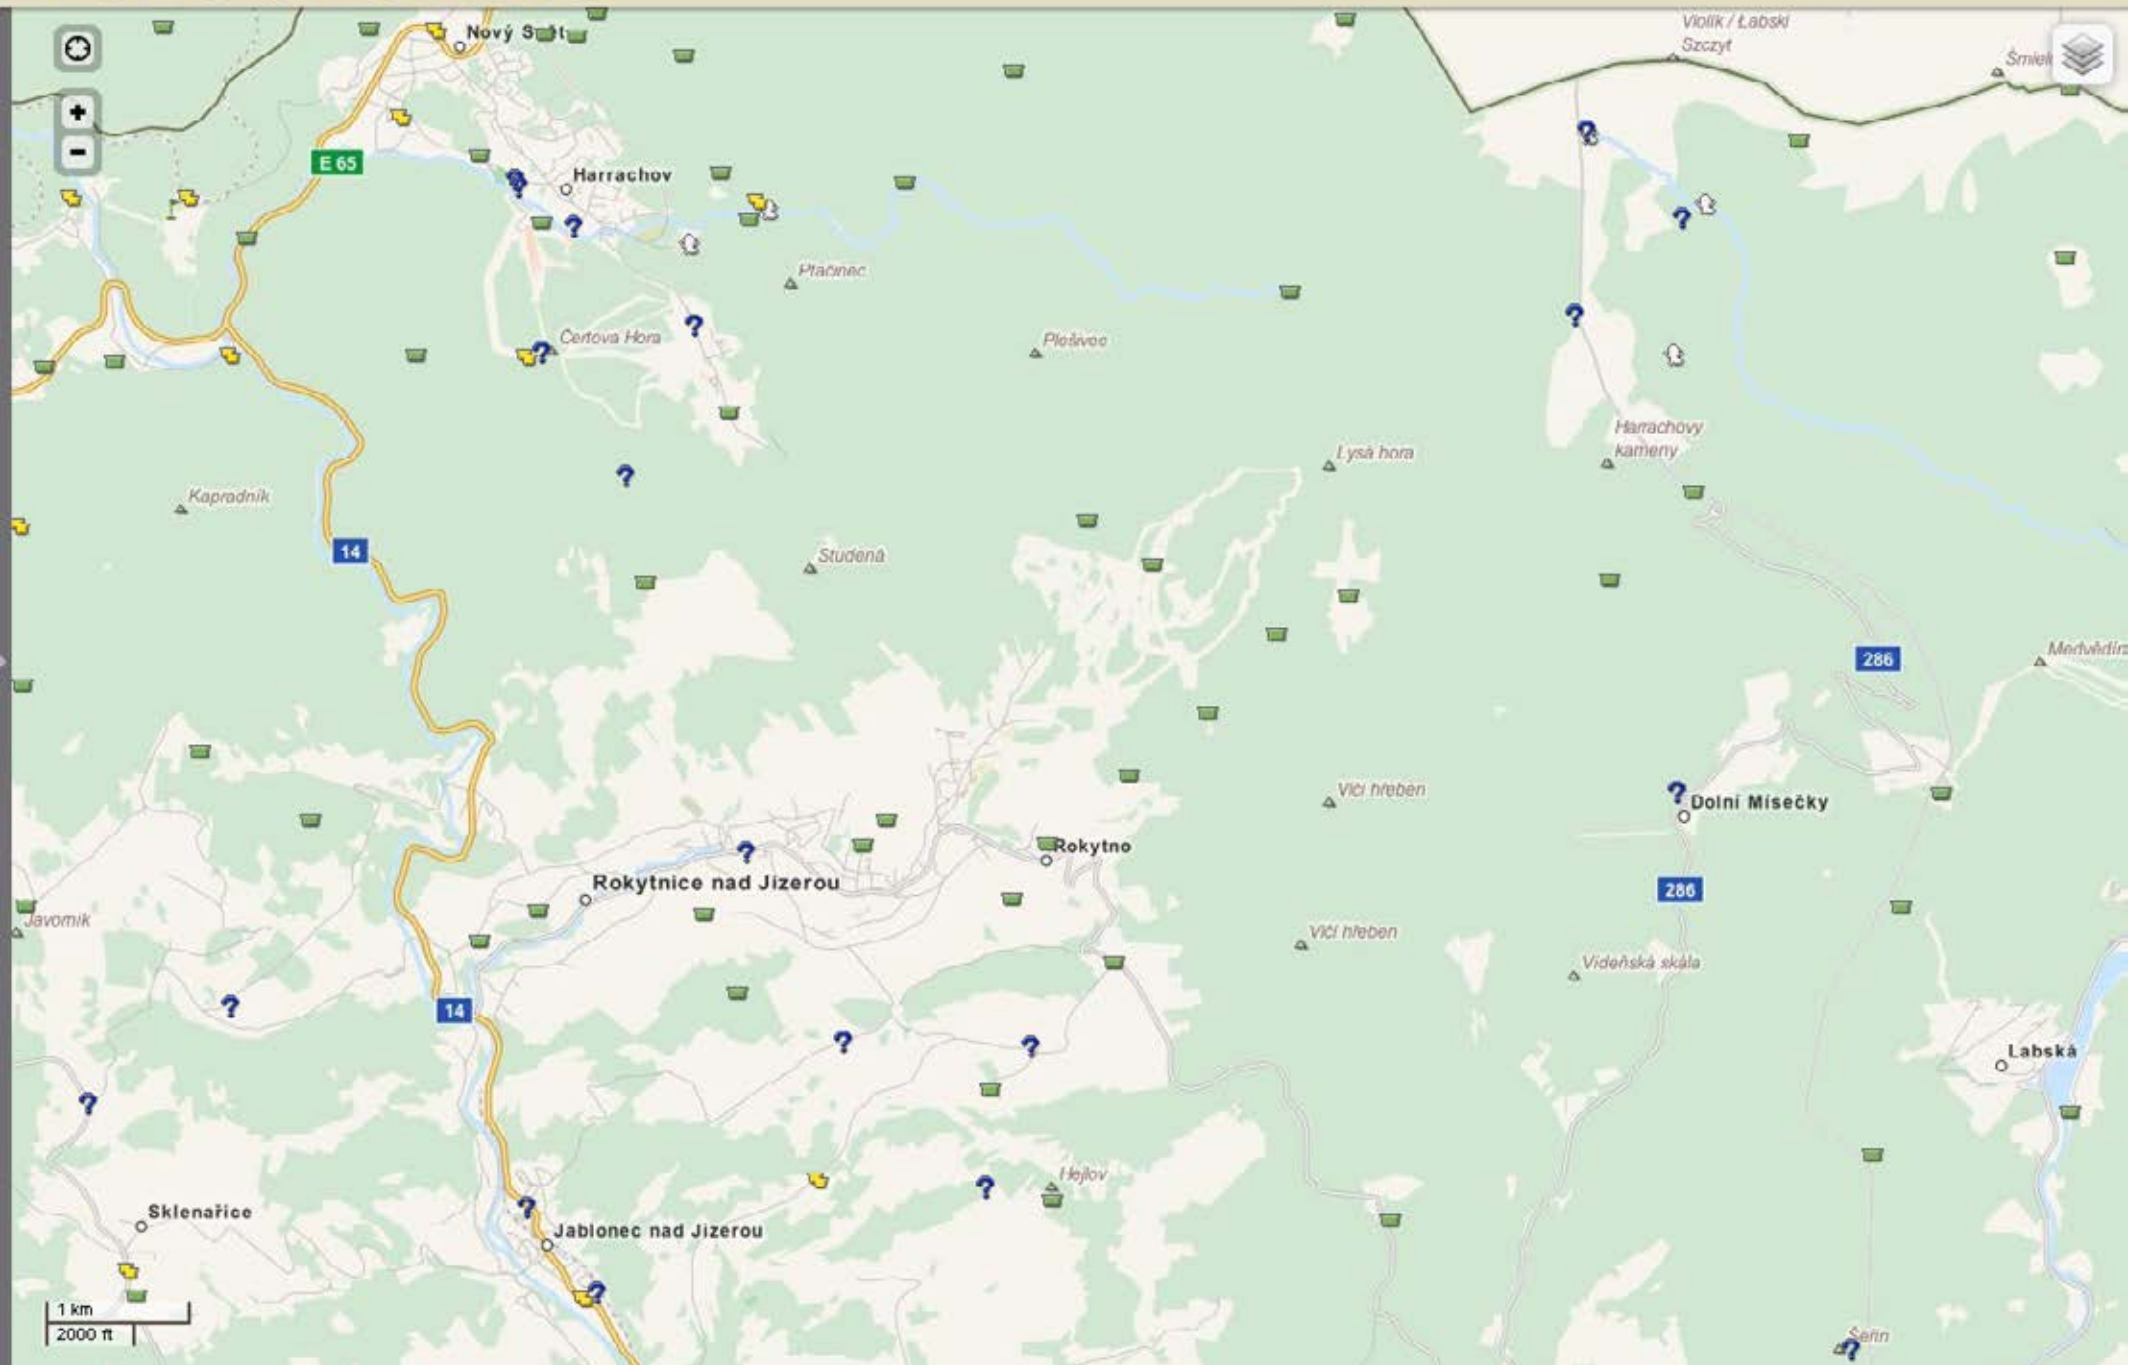 Violík / Łabski
Szczyt
Nový Svět
E 65
Harrachov
Ptačinec
Čertova Hora
Plešivec
Harrachovy
kameny
Lysá hora
Kapradník
14
Studená
286
Vlčí hřeben
Dolní Mísečky
Rokytno
Rokytnice nad Jizerou
286
Javorník
Vlčí hřeben
Vídeňská skála
14
Labská
Hejlov
Sklenařice
Jablonec nad Jizerou
1 km
2000 ft
Šeřín